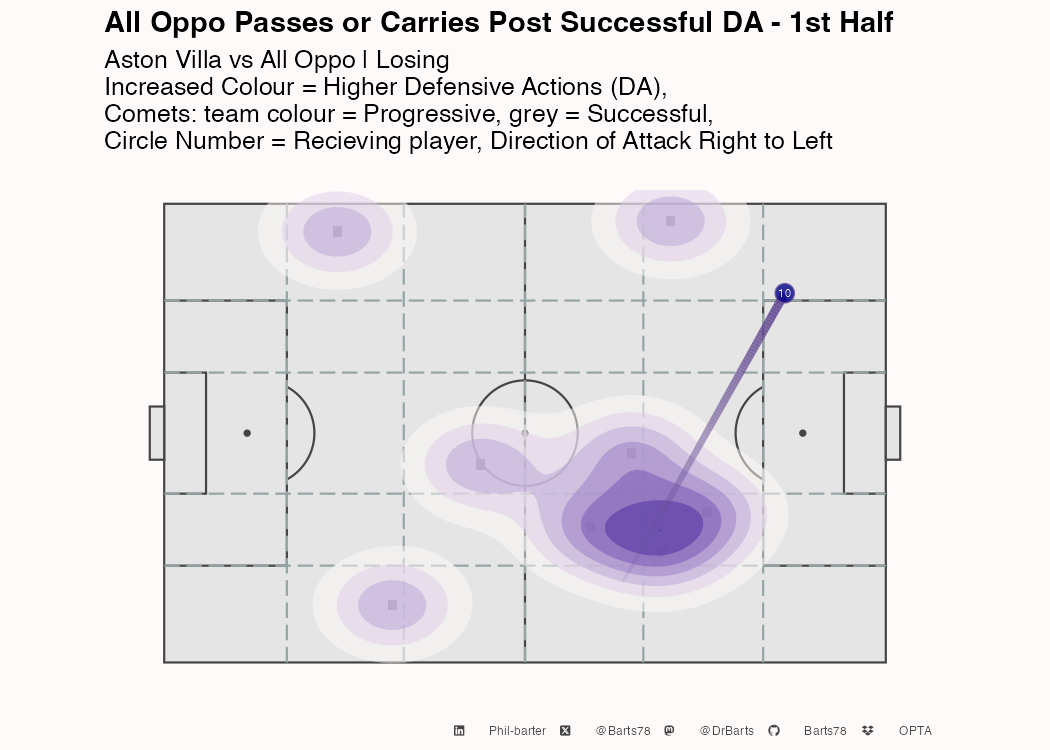 All Oppo Passes or Carries Post Successful DA - 1st Half
Aston Villa vs All Oppo | Losing
Increased Colour = Higher Defensive Actions (DA),
Comets: team colour = Progressive, grey = Successful,
Circle Number = Recieving player, Direction of Attack Right to Left
10
Phil-barter @Barts78 @DrBarts Barts78 OPTA